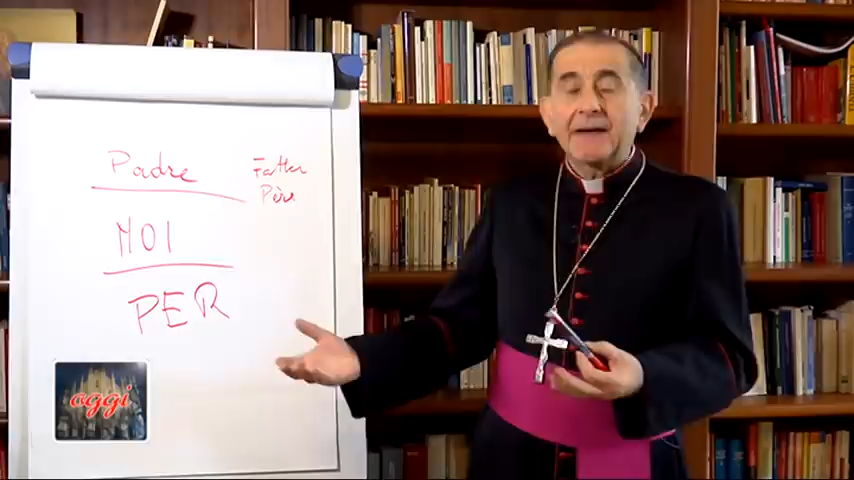 Padre
Father
Père
NOI
PER
oggi